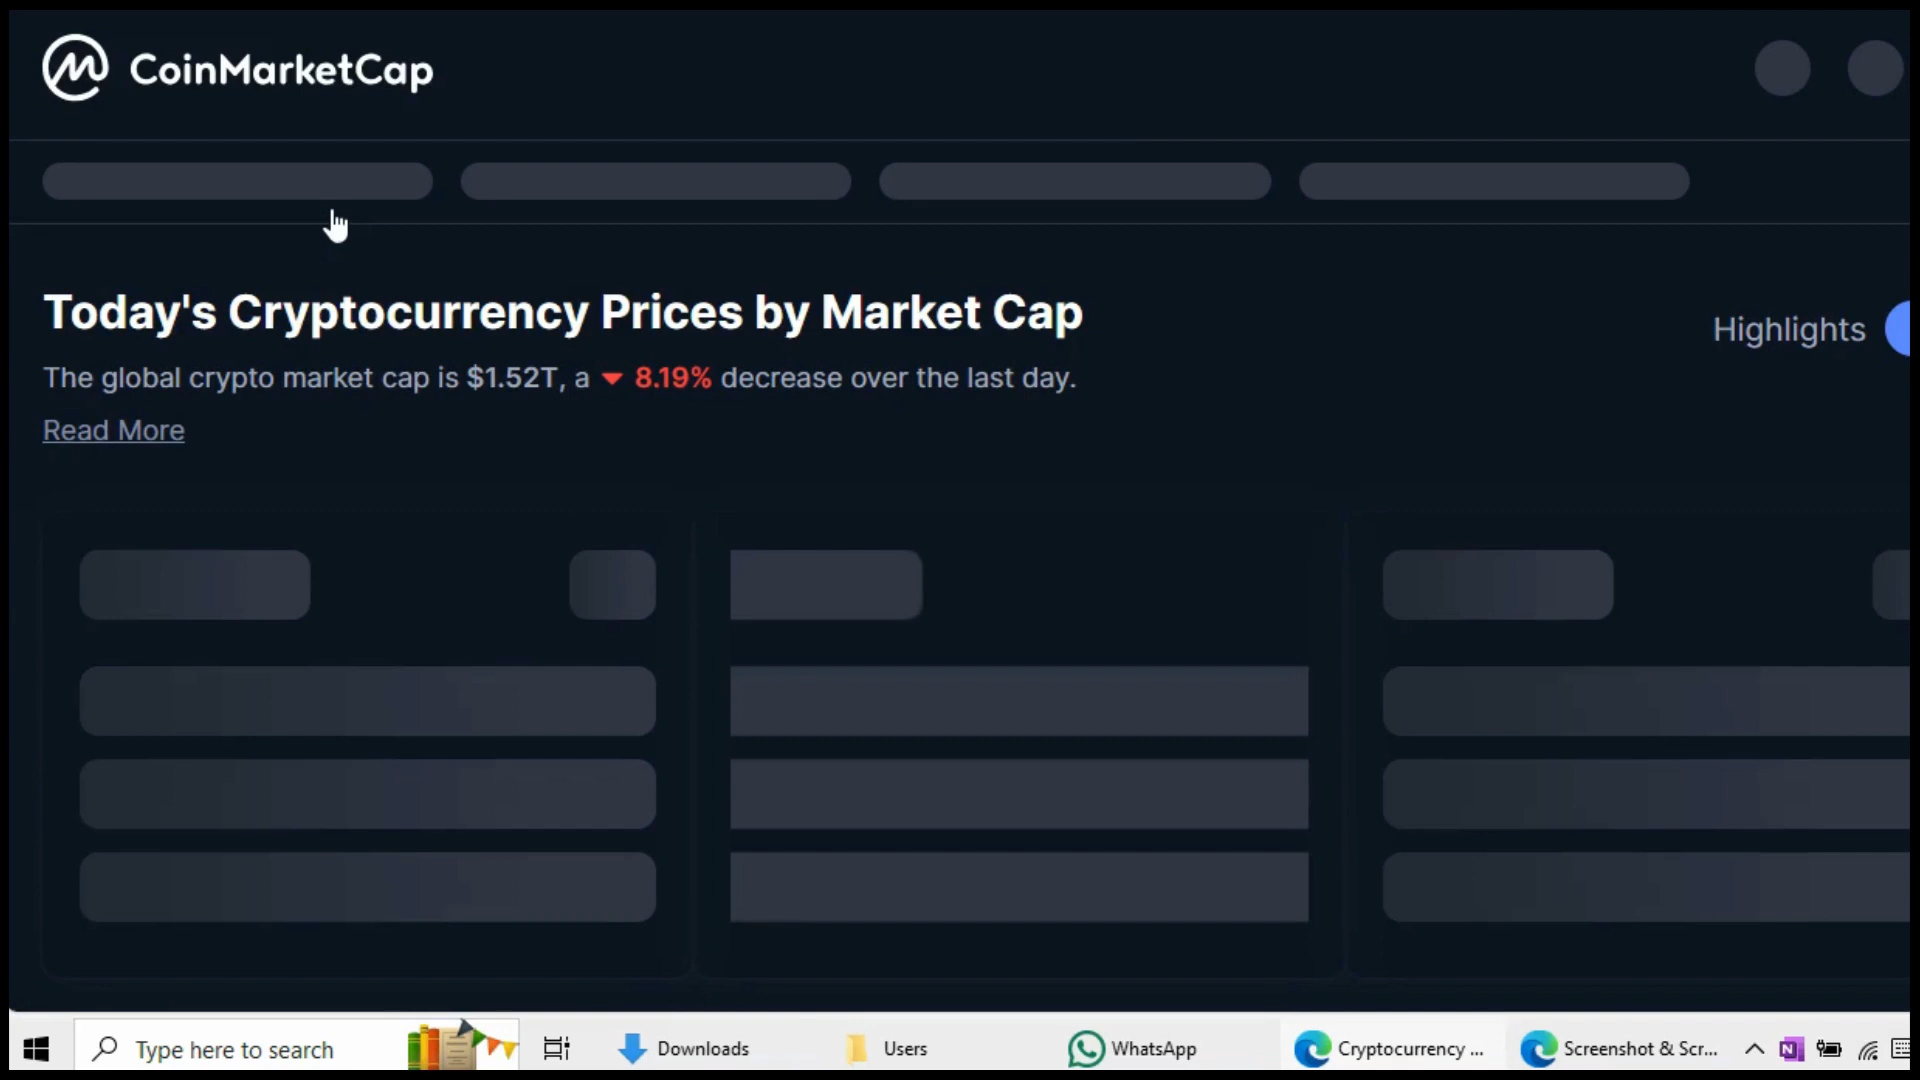 CoinMarketCap
Today's Cryptocurrency Prices by Market Cap
Highlights
The global crypto market cap is $1.52T, a 8.19% decrease over the last day.
Read More
Type here to search
Downloads
Users
WhatsApp
Cryptocurrency ...
Screenshot & Scr...